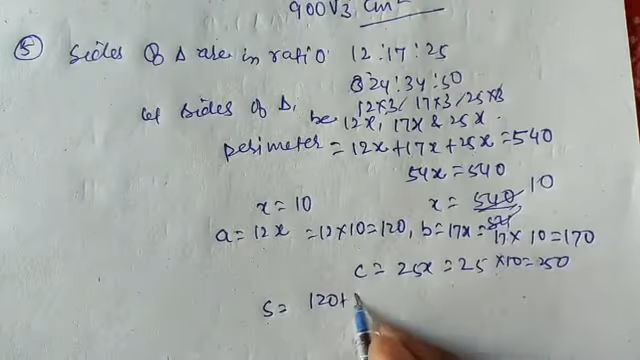 900√3 cm²
⑤ Sides of Δ are in ratio 12:17:25
24:34:50
12×3/17×3/25×3
let sides of Δ,
be 12x, 17x & 25x.
perimeter = 12x+17x+25x=540
54x=540
x=10 x = 540 10
54
a=12x =12×10=120, b=17x= 17×10=170
c= 25x=25×10=250
S= 120+